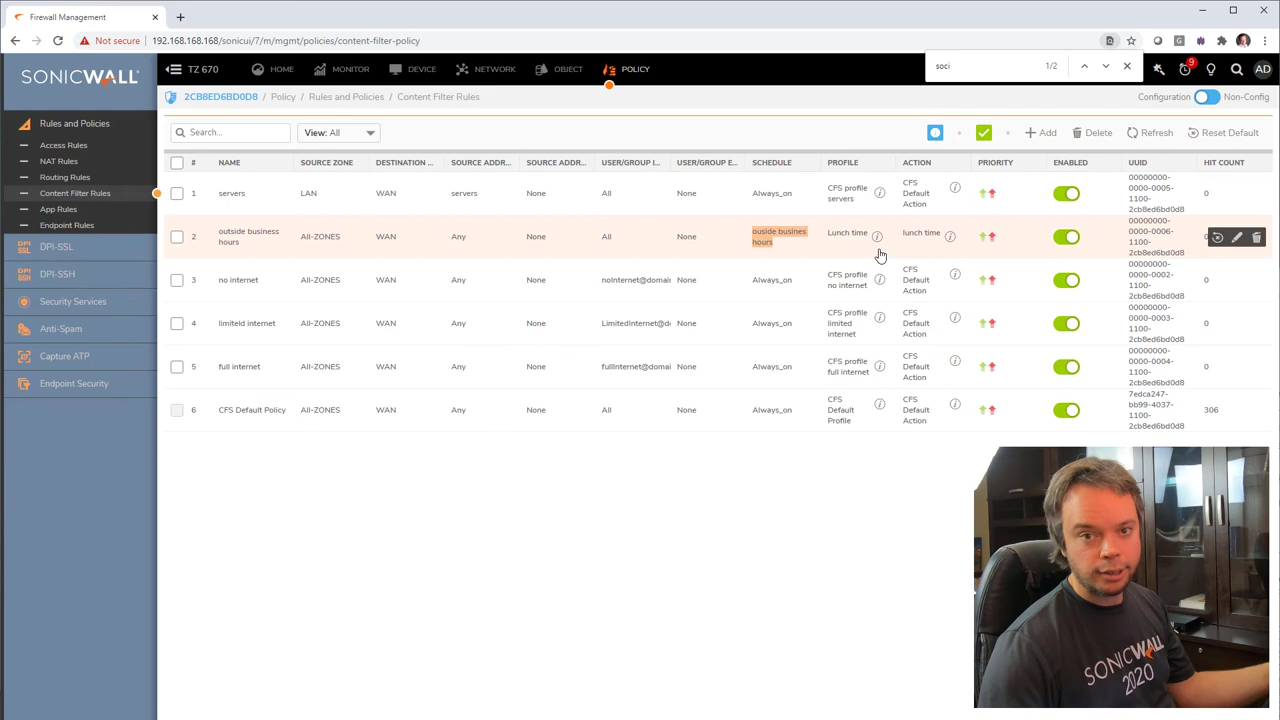 Firewall Management
Not secure 192.168.168.168/sonicui/7/m/mgmt/policies/content-filter-policy
soci 1/2
SONICWALL
TZ 670 HOME MONITOR DEVICE NETWORK OBJECT POLICY 9 AD
2CB8ED6BD0D8 / Policy / Rules and Policies / Content Filter Rules Configuration Non-Config
Rules and Policies
Access Rules
NAT Rules
Routing Rules
Content Filter Rules
App Rules
Endpoint Rules
DPI-SSL
DPI-SSH
Security Services
Anti-Spam
Capture ATP
Endpoint Security
Search... View: All Add Delete Refresh Reset Default
# NAME SOURCE ZONE DESTINATION ... SOURCE ADDR... SOURCE ADDR... USER/GROUP I... USER/GROUP E... SCHEDULE PROFILE ACTION PRIORITY ENABLED UUID HIT COUNT
1 servers LAN WAN servers None All None Always_on CFS profile servers CFS Default Action 00000000-0000-0005-1100-2cb8ed6bd0d8 0
2 outside business hours All-ZONES WAN Any None All None ouside busines hours Lunch time lunch time 00000000-0000-0006-1100-2cb8ed6bd0d8
3 no internet All-ZONES WAN Any None noInternet@domai None Always_on CFS profile no internet CFS Default Action 00000000-0000-0002-1100-2cb8ed6bd0d8 0
4 limiteld internet All-ZONES WAN Any None LimitedInternet@d None Always_on CFS profile limited internet CFS Default Action 00000000-0000-0003-1100-2cb8ed6bd0d8 0
5 full internet All-ZONES WAN Any None fullInternet@domai None Always_on CFS profile full internet CFS Default Action 00000000-0000-0004-1100-2cb8ed6bd0d8 0
6 CFS Default Policy All-ZONES WAN Any None All None Always_on CFS Default Profile CFS Default Action 7edca247-bb99-4037-1100-2cb8ed6bd0d8 306
SONICWALL
2020